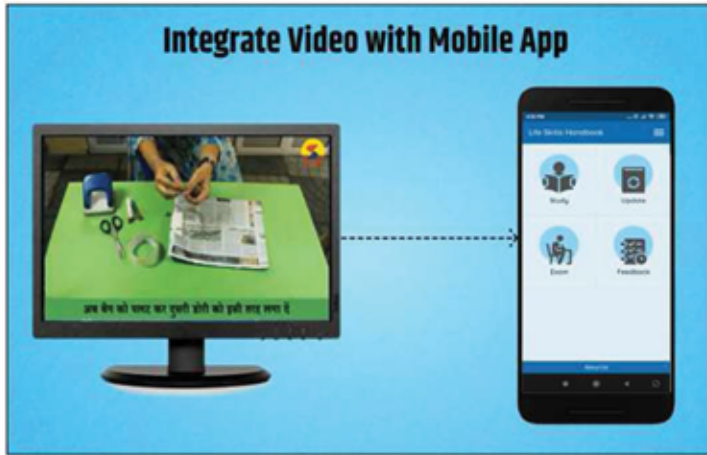 Integrate Video with Mobile App
अब बैग को पलट कर दुसरी डोरी को इसी तरह लगा दें
Life Skills Handbook
Study
Update
Exam
Feedback
About Us